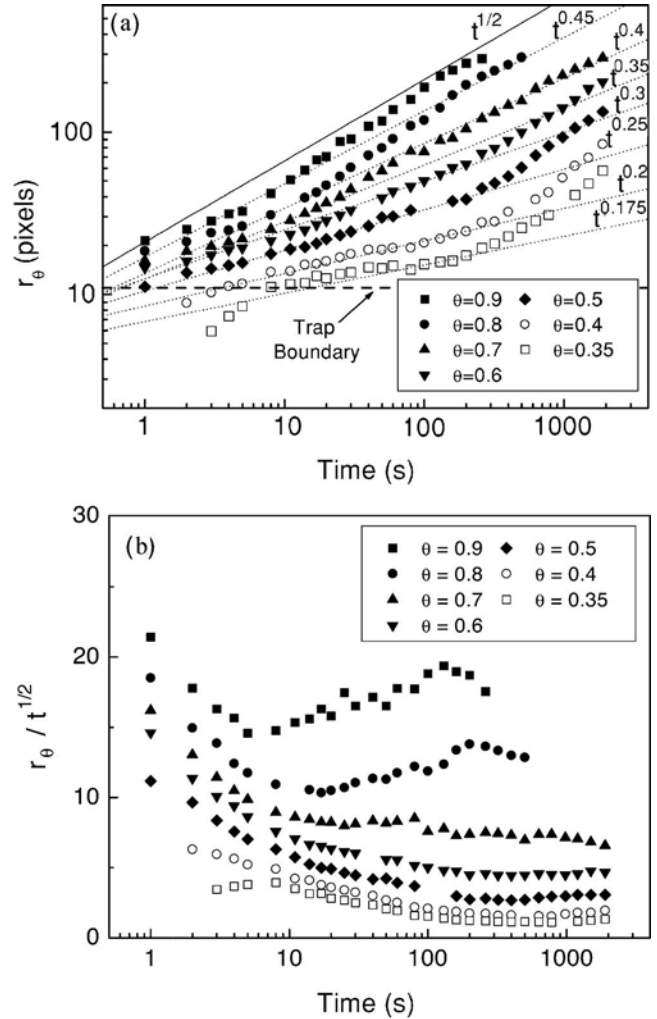 (a)
t^1/2
t^0.45
t^0.4
t^0.35
t^0.3
t^0.25
t^0.2
t^0.175
100
10
r_θ (pixels)
Trap
Boundary
θ=0.9 θ=0.5
θ=0.8 θ=0.4
θ=0.7 θ=0.35
θ=0.6
1 10 100 1000
Time (s)
(b)
30
20
10
0
r_θ / t^1/2
θ = 0.9 θ = 0.5
θ = 0.8 θ = 0.4
θ = 0.7 θ = 0.35
θ = 0.6
1 10 100 1000
Time (s)